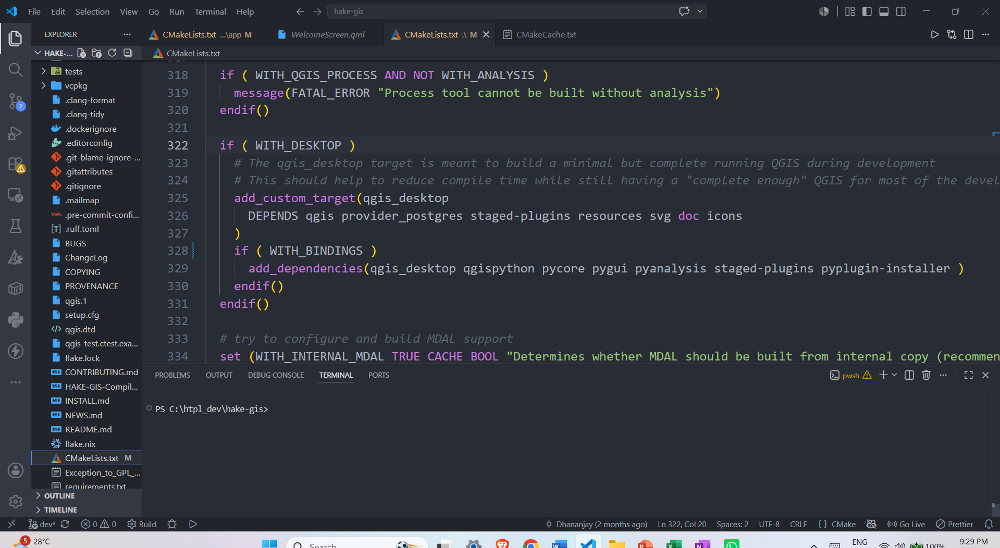 File Edit Selection View Go Run Terminal Help
hake-gis
EXPLORER
CMakeLists.txt ...\app M
WelcomeScreen.qml
CMakeLists.txt .\ M
CMakeCache.txt
HAKE-...
CMakeLists.txt
tests
vcpkg
.clang-format
.clang-tidy
.dockerignore
.editorconfig
.git-blame-ignore-...
.gitattributes
.gitignore
.mailmap
YAML .pre-commit-confi...
[T] .ruff.toml
BUGS
ChangeLog
COPYING
PROVENANCE
qgis.1
setup.cfg
qgis.dtd
qgis-test.ctest.exa...
flake.lock
CONTRIBUTING.md
HAKE-GIS-Compil...
INSTALL.md
NEWS.md
README.md
flake.nix
CMakeLists.txt M
Exception_to_GPL_...
requirements.txt
OUTLINE
TIMELINE
2
317
318 if ( WITH_QGIS_PROCESS AND NOT WITH_ANALYSIS )
319 message(FATAL_ERROR "Process tool cannot be built without analysis")
320 endif()
321
322 if ( WITH_DESKTOP )
323 # The qgis_desktop target is meant to build a minimal but complete running QGIS during development
324 # This should help to reduce compile time while still having a "complete enough" QGIS for most of the devel
325 add_custom_target(qgis_desktop
326 DEPENDS qgis provider_postgres staged-plugins resources svg doc icons
327 )
328 if ( WITH_BINDINGS )
329 add_dependencies(qgis_desktop qgispython pycore pygui pyanalysis staged-plugins pyplugin-installer )
330 endif()
331 endif()
332
333 # try to configure and build MDAL support
334 set (WITH_INTERNAL_MDAL TRUE CACHE BOOL "Determines whether MDAL should be built from internal copy (recommen
PROBLEMS OUTPUT DEBUG CONSOLE TERMINAL PORTS
pwsh
PS C:\htpl_dev\hake-gis>
dev* 0 0 Build
Dhananjay (2 months ago) Ln 322, Col 20 Spaces: 2 UTF-8 CRLF { } CMake Go Live Prettier
5 28°C
Search
ENG
100%
9:29 PM